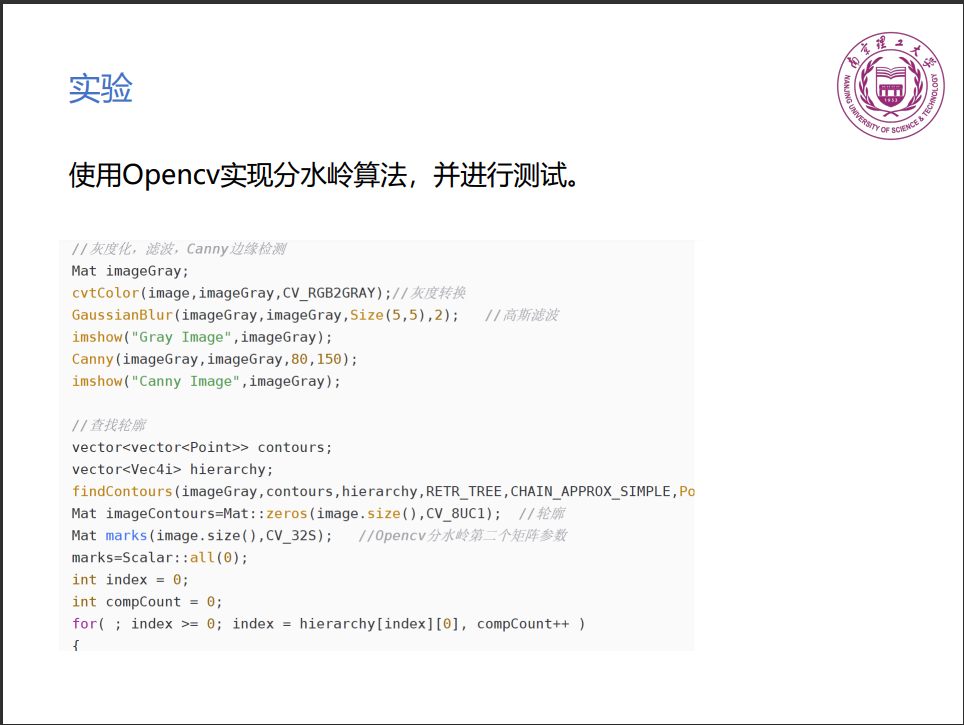 实验
南京理工大学
NANJING UNIVERSITY OF SCIENCE & TECHNOLOGY
1953
使用Opencv实现分水岭算法，并进行测试。
//灰度化，滤波，Canny边缘检测
Mat imageGray;
cvtColor(image,imageGray,CV_RGB2GRAY);//灰度转换
GaussianBlur(imageGray,imageGray,Size(5,5),2);   //高斯滤波
imshow("Gray Image",imageGray);
Canny(imageGray,imageGray,80,150);
imshow("Canny Image",imageGray);
//查找轮廓
vector<vector<Point>> contours;
vector<Vec4i> hierarchy;
findContours(imageGray,contours,hierarchy,RETR_TREE,CHAIN_APPROX_SIMPLE,Po
Mat imageContours=Mat::zeros(image.size(),CV_8UC1);  //轮廓
Mat marks(image.size(),CV_32S);   //Opencv分水岭第二个矩阵参数
marks=Scalar::all(0);
int index = 0;
int compCount = 0;
for( ; index >= 0; index = hierarchy[index][0], compCount++ )
{